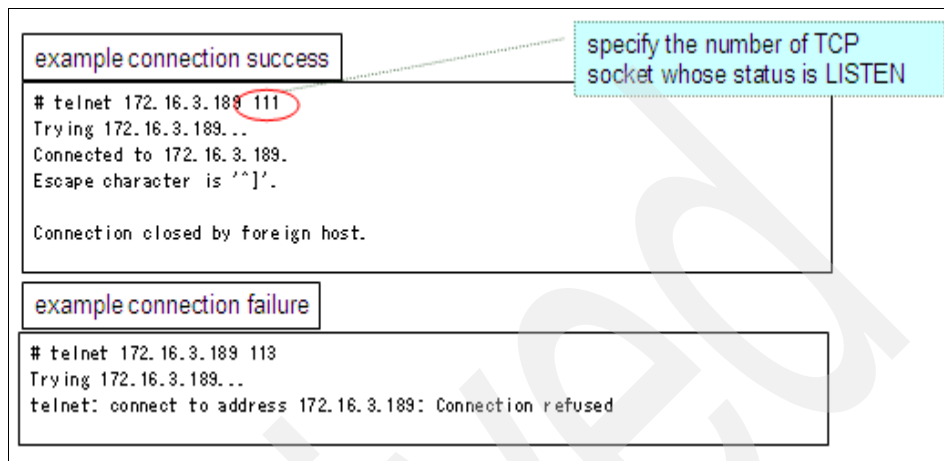 example connection success
specify the number of TCP
socket whose status is LISTEN
# telnet 172.16.3.189 111
Trying 172.16.3.189...
Connected to 172.16.3.189.
Escape character is '^]'.
Connection closed by foreign host.
example connection failure
# telnet 172.16.3.189 113
Trying 172.16.3.189...
telnet: connect to address 172.16.3.189: Connection refused